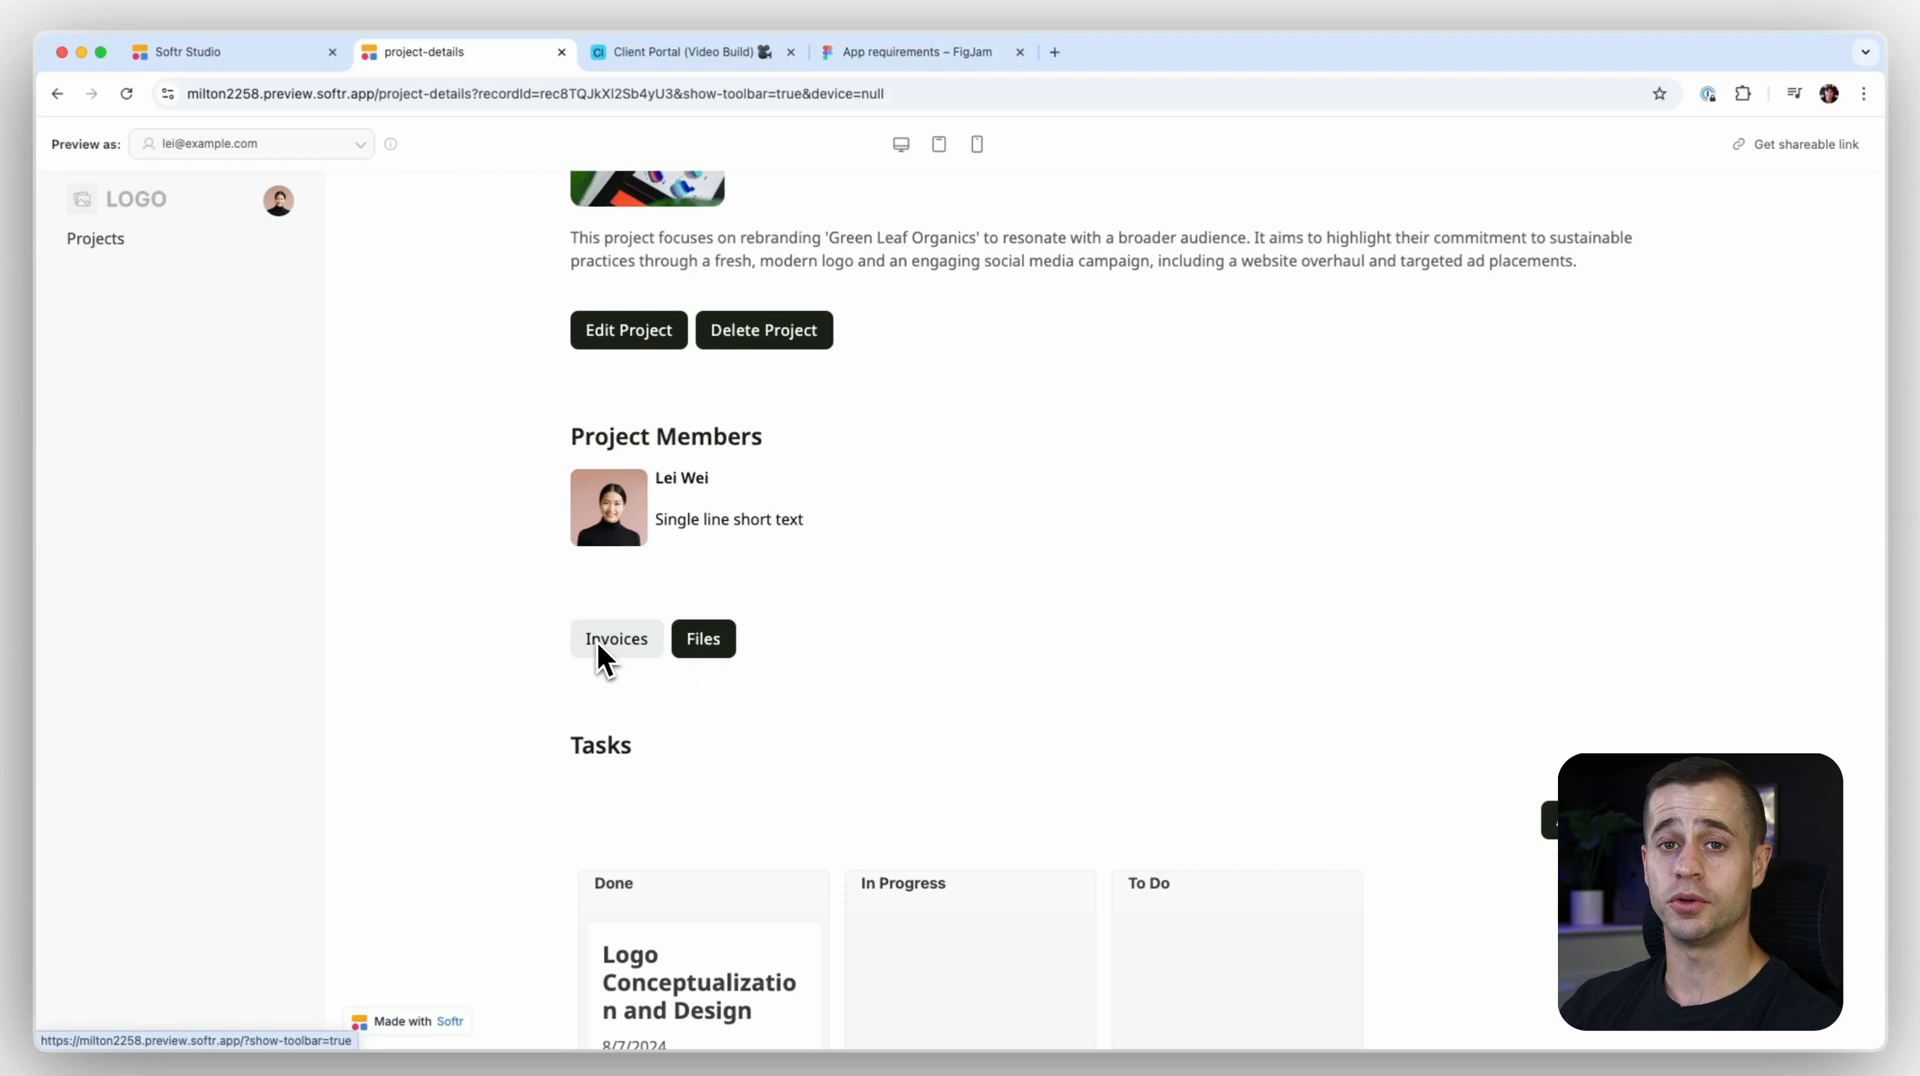 Softr Studio
project-details
Client Portal (Video Build) 🎥
App requirements – FigJam
milton2258.preview.softr.app/project-details?recordId=rec8TQJkXl2Sb4yU3&show-toolbar=true&device=null
Preview as:
lei@example.com
Get shareable link
LOGO
Projects
This project focuses on rebranding 'Green Leaf Organics' to resonate with a broader audience. It aims to highlight their commitment to sustainable
practices through a fresh, modern logo and an engaging social media campaign, including a website overhaul and targeted ad placements.
Edit Project
Delete Project
Project Members
Lei Wei
Single line short text
Invoices
Files
Tasks
Done
In Progress
To Do
Logo
Conceptualizatio
n and Design
8/7/2024
Made with Softr
https://milton2258.preview.softr.app/?show-toolbar=true